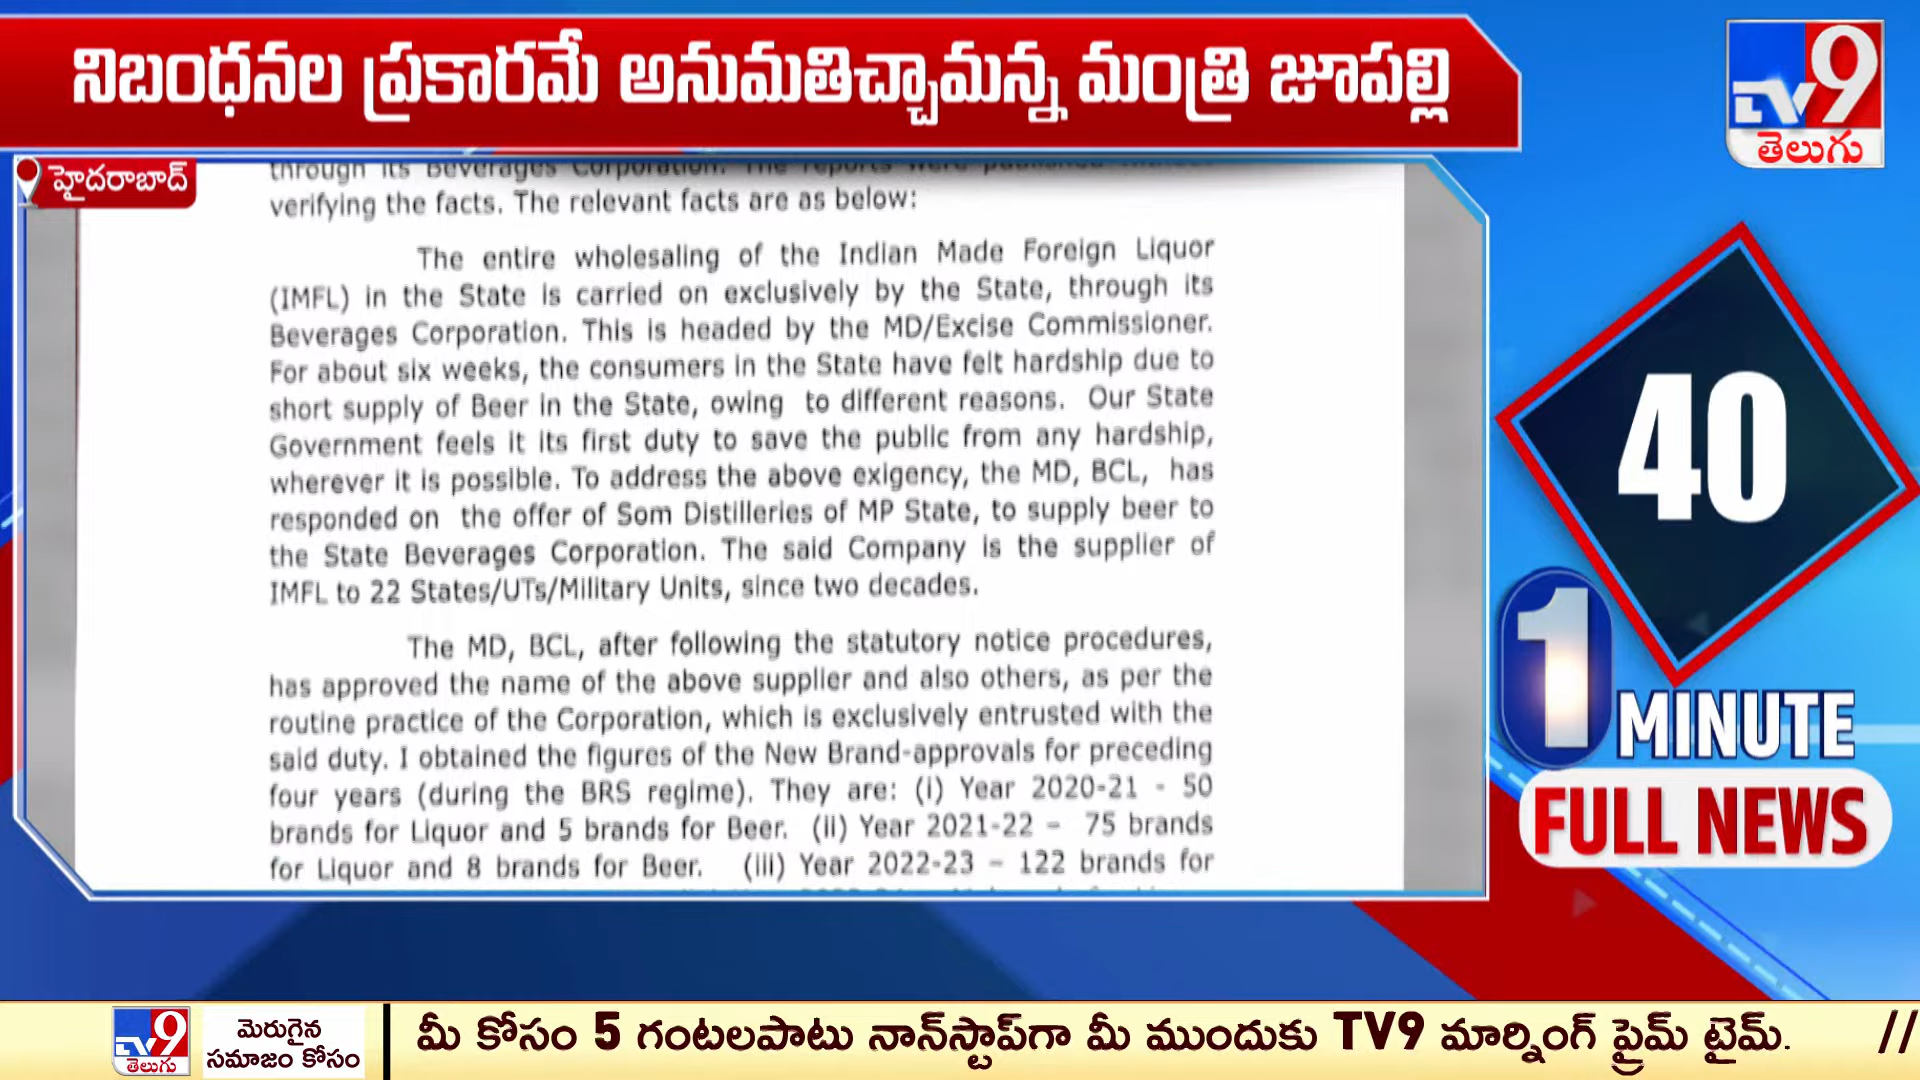 నిబంధనల ప్రకారమే అనుమతిచ్చామన్న మంత్రి జూపల్లి
TV9
తెలుగు
హైదరాబాద్
through its Beverages Corporation. The reports were published
verifying the facts. The relevant facts are as below:
The entire wholesaling of the Indian Made Foreign Liquor
(IMFL) in the State is carried on exclusively by the State, through its
Beverages Corporation. This is headed by the MD/Excise Commissioner.
For about six weeks, the consumers in the State have felt hardship due to
short supply of Beer in the State, owing to different reasons. Our State
Government feels it its first duty to save the public from any hardship,
wherever it is possible. To address the above exigency, the MD, BCL, has
responded on the offer of Som Distilleries of MP State, to supply beer to
the State Beverages Corporation. The said Company is the supplier of
IMFL to 22 States/UTs/Military Units, since two decades.
The MD, BCL, after following the statutory notice procedures,
has approved the name of the above supplier and also others, as per the
routine practice of the Corporation, which is exclusively entrusted with the
said duty. I obtained the figures of the New Brand-approvals for preceding
four years (during the BRS regime). They are: (i) Year 2020-21 - 50
brands for Liquor and 5 brands for Beer. (ii) Year 2021-22 – 75 brands
for Liquor and 8 brands for Beer. (iii) Year 2022-23 – 122 brands for
40
1 MINUTE
FULL NEWS
TV9
తెలుగు
మెరుగైన
సమాజం కోసం
మీ కోసం 5 గంటలపాటు నాన్‌స్టాప్‌గా మీ ముందుకు TV9 మార్నింగ్ ప్రైమ్ టైమ్. //